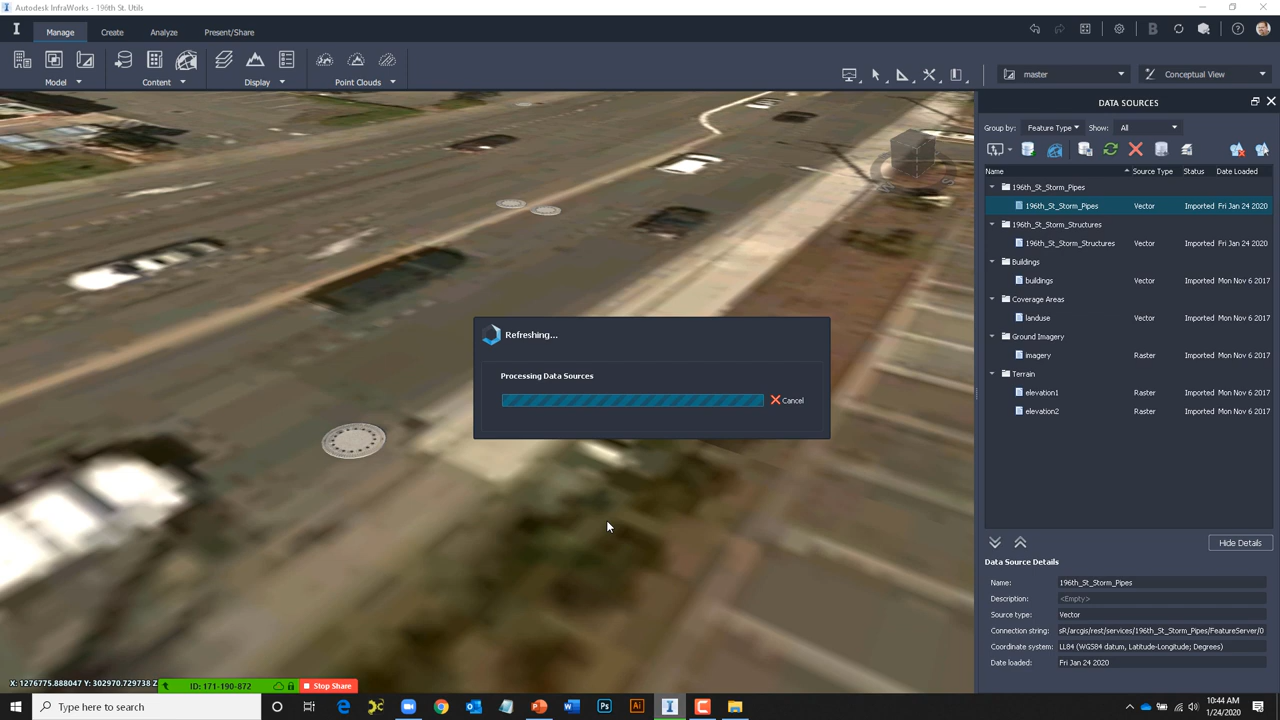 Autodesk InfraWorks - 196th St. Utils
Manage Create Analyze Present/Share
Model Content Display Point Clouds
master Conceptual View
DATA SOURCES
Group by: Feature Type Show: All
Name Source Type Status Date Loaded
196th_St_Storm_Pipes
196th_St_Storm_Pipes Vector Imported Fri Jan 24 2020
196th_St_Storm_Structures
196th_St_Storm_Structures Vector Imported Fri Jan 24 2020
Buildings
buildings Vector Imported Mon Nov 6 2017
Coverage Areas
landuse Vector Imported Mon Nov 6 2017
Ground Imagery
imagery Raster Imported Mon Nov 6 2017
Terrain
elevation1 Raster Imported Mon Nov 6 2017
elevation2 Raster Imported Mon Nov 6 2017
Refreshing...
Processing Data Sources
Cancel
Hide Details
Data Source Details
Name: 196th_St_Storm_Pipes
Description: <Empty>
Source type: Vector
Connection string: sR/arcgis/rest/services/196th_St_Storm_Pipes/FeatureServer/0
Coordinate system: LL84 (WGS84 datum, Latitude-Longitude; Degrees)
Date loaded: Fri Jan 24 2020
X: 1276775.888047 Y: 302970.729738 Z
ID: 171-190-872 Stop Share
Type here to search
10:44 AM
1/24/2020